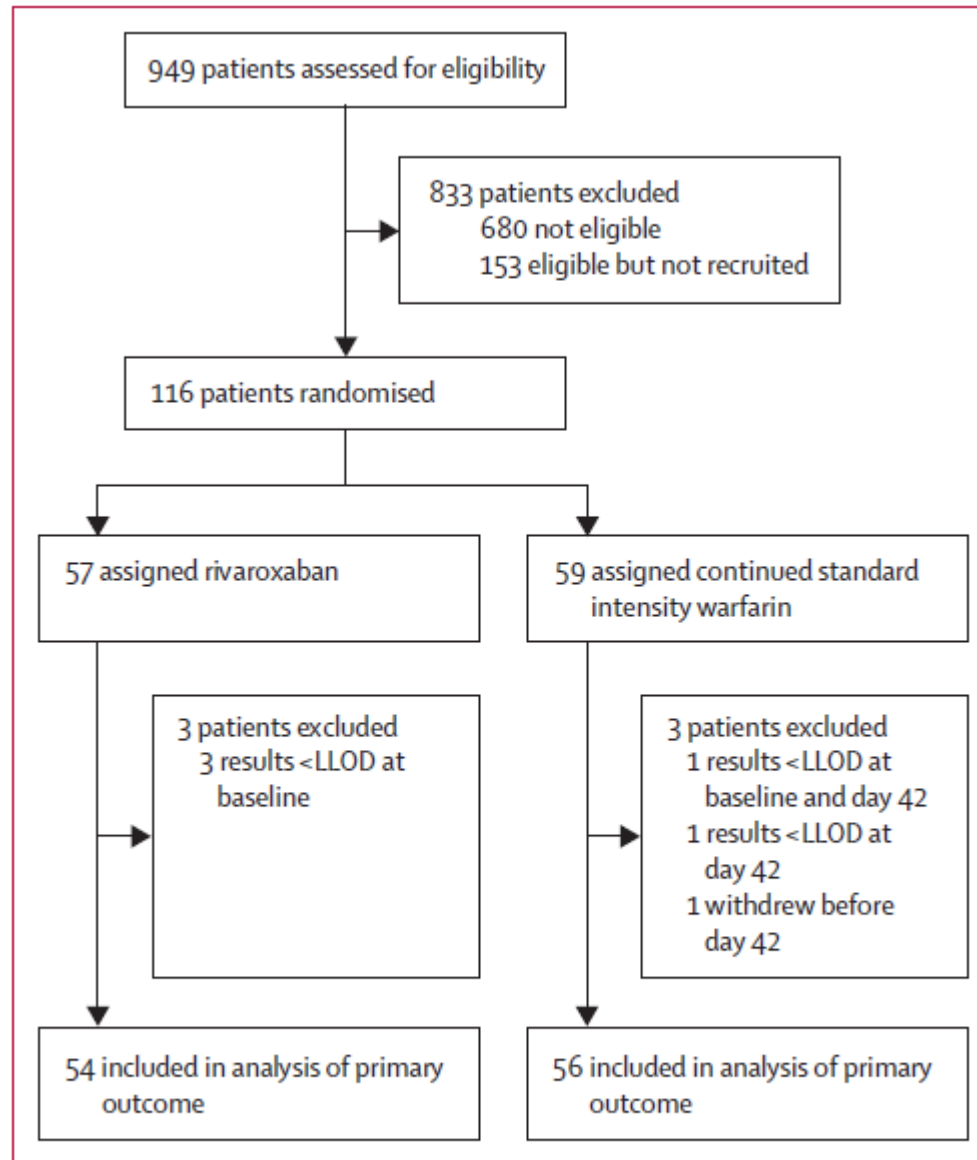 949 patients assessed for eligibility
833 patients excluded
680 not eligible
153 eligible but not recruited
116 patients randomised
57 assigned rivaroxaban
59 assigned continued standard
intensity warfarin
3 patients excluded
3 results <LLOD at
baseline
3 patients excluded
1 results <LLOD at
baseline and day 42
1 results <LLOD at
day 42
1 withdrew before
day 42
54 included in analysis of primary
outcome
56 included in analysis of primary
outcome